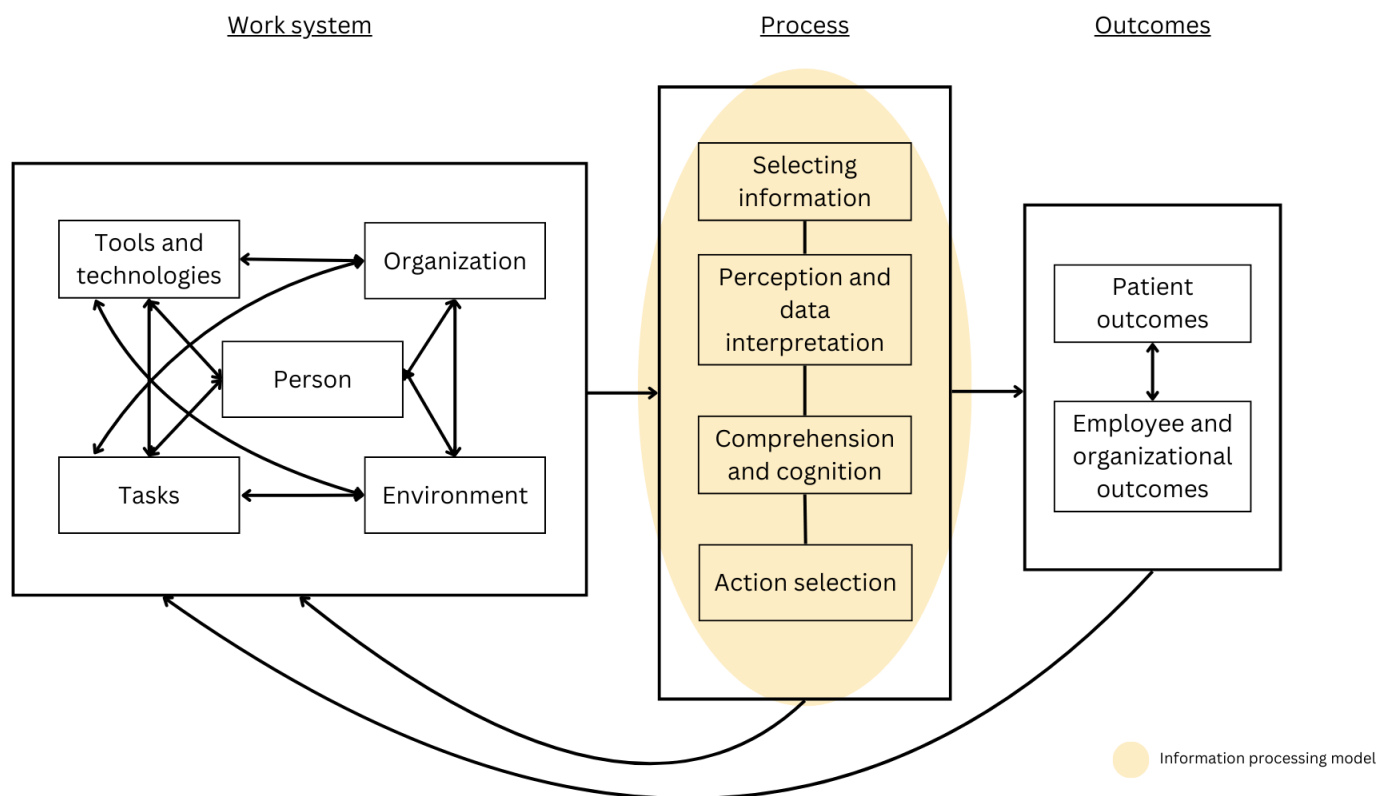 Work system
Process
Outcomes
Tools and
technologies
Organization
Person
Tasks
Environment
Selecting
information
Perception and
data
interpretation
Comprehension
and cognition
Action selection
Patient
outcomes
Employee and
organizational
outcomes
Information processing model